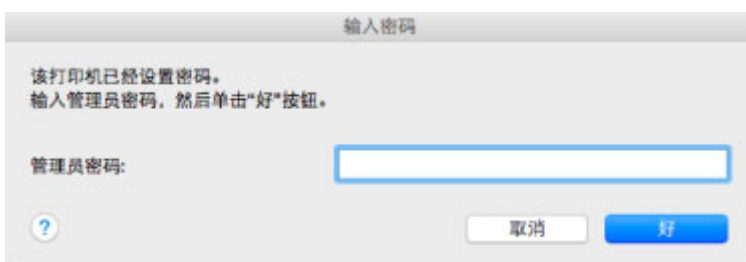 输入密码
该打印机已经设置密码。
输入管理员密码，然后单击“好”按钮。
管理员密码:
?
取消
好